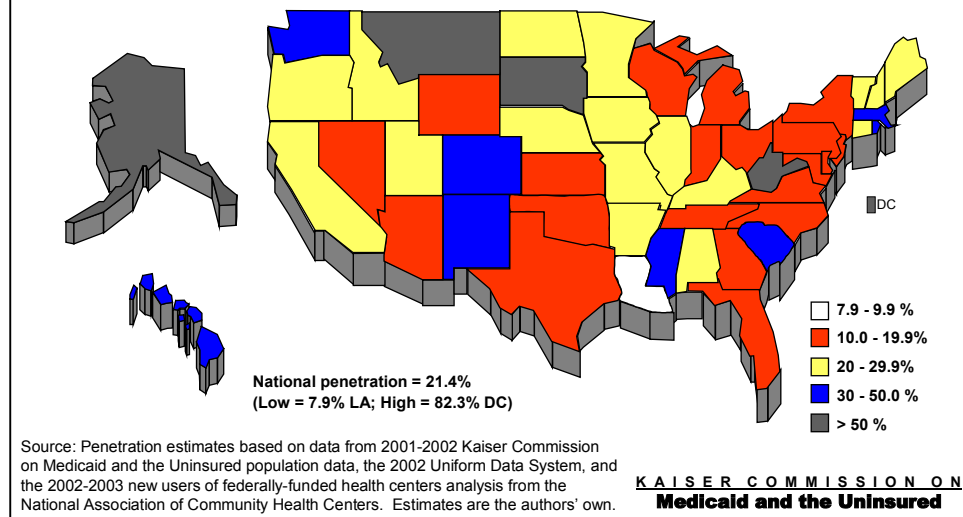 DC
7.9 - 9.9 %
10.0 - 19.9%
20 - 29.9%
30 - 50.0 %
> 50 %
National penetration = 21.4%
(Low = 7.9% LA; High = 82.3% DC)
Source: Penetration estimates based on data from 2001-2002 Kaiser Commission
on Medicaid and the Uninsured population data, the 2002 Uniform Data System, and
the 2002-2003 new users of federally-funded health centers analysis from the
National Association of Community Health Centers. Estimates are the authors' own.
KAISER COMMISSION ON
Medicaid and the Uninsured